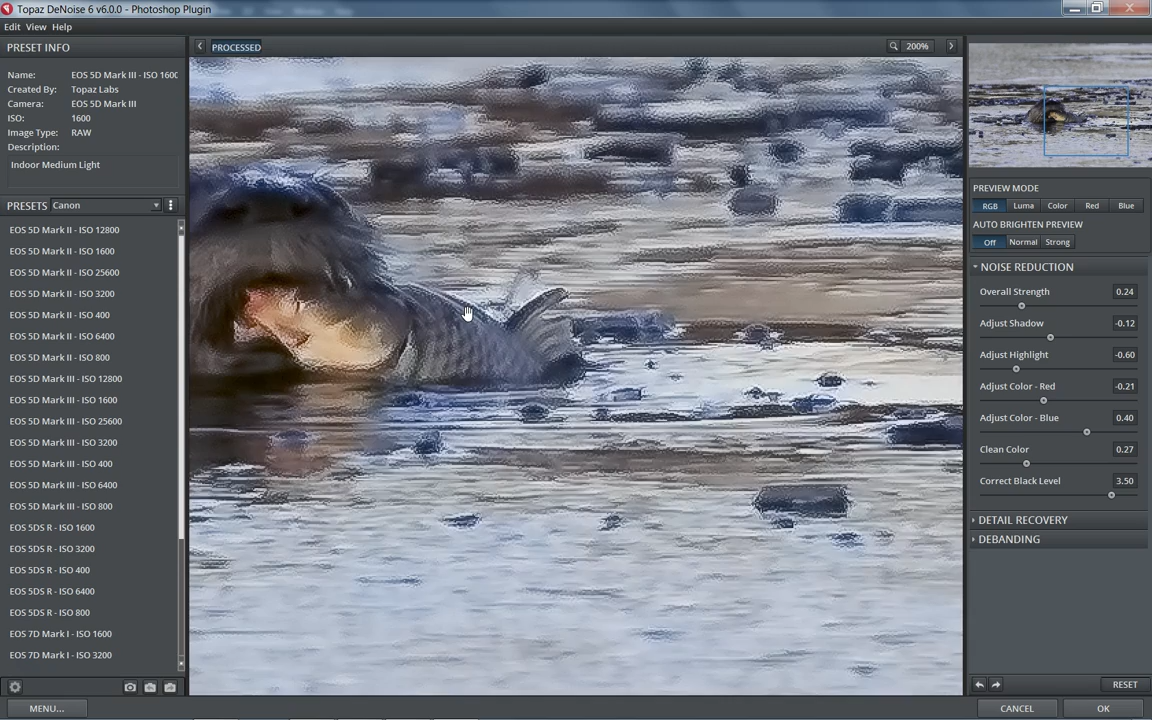 Topaz DeNoise 6 v6.0.0 - Photoshop Plugin
Edit View Help
PRESET INFO
Name: EOS 5D Mark III - ISO 160(
Created By: Topaz Labs
Camera: EOS 5D Mark III
ISO: 1600
Image Type: RAW
Description:
Indoor Medium Light
PRESETS Canon
EOS 5D Mark II - ISO 12800
EOS 5D Mark II - ISO 1600
EOS 5D Mark II - ISO 25600
EOS 5D Mark II - ISO 3200
EOS 5D Mark II - ISO 400
EOS 5D Mark II - ISO 6400
EOS 5D Mark II - ISO 800
EOS 5D Mark III - ISO 12800
EOS 5D Mark III - ISO 1600
EOS 5D Mark III - ISO 25600
EOS 5D Mark III - ISO 3200
EOS 5D Mark III - ISO 400
EOS 5D Mark III - ISO 6400
EOS 5D Mark III - ISO 800
EOS 5DS R - ISO 1600
EOS 5DS R - ISO 3200
EOS 5DS R - ISO 400
EOS 5DS R - ISO 6400
EOS 5DS R - ISO 800
EOS 7D Mark I - ISO 1600
EOS 7D Mark I - ISO 3200
MENU...
PROCESSED
200%
PREVIEW MODE
RGB Luma Color Red Blue
AUTO BRIGHTEN PREVIEW
Off Normal Strong
NOISE REDUCTION
Overall Strength 0.24
Adjust Shadow -0.12
Adjust Highlight -0.60
Adjust Color - Red -0.21
Adjust Color - Blue 0.40
Clean Color 0.27
Correct Black Level 3.50
DETAIL RECOVERY
DEBANDING
RESET
CANCEL OK